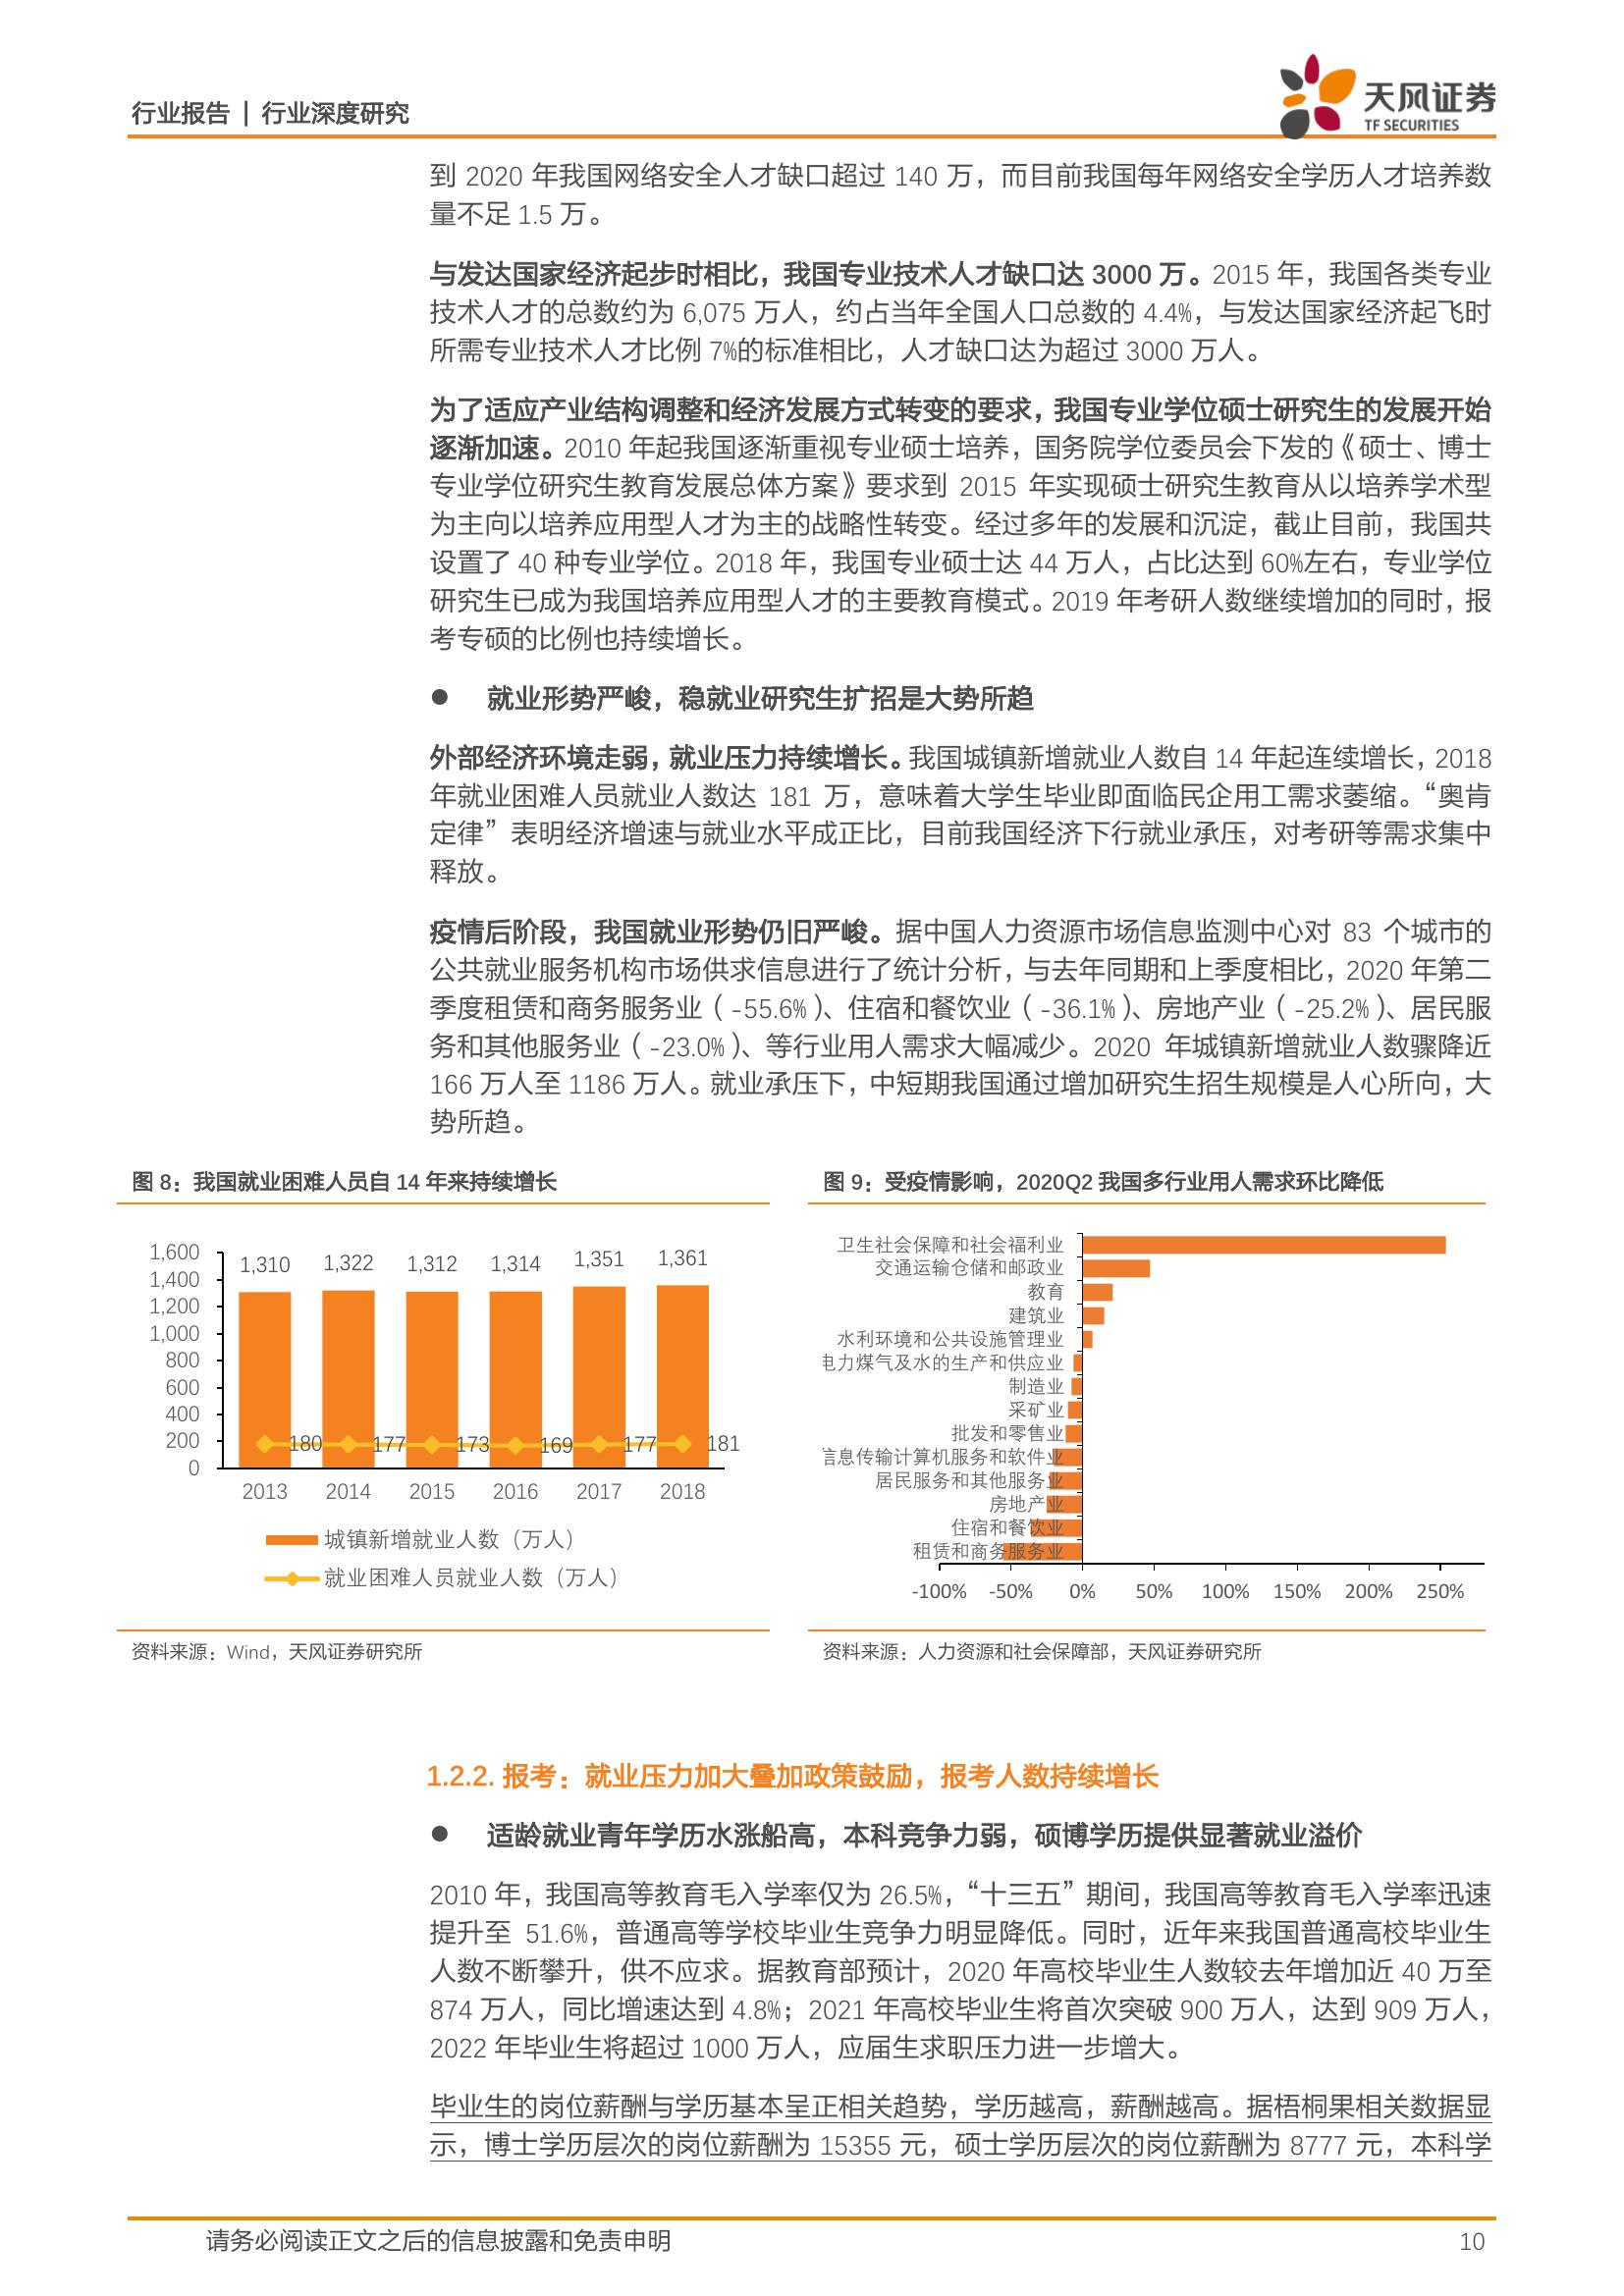 行业报告 | 行业深度研究
天风证券
TF SECURITIES
到 2020 年我国网络安全人才缺口超过 140 万，而目前我国每年网络安全学历人才培养数
量不足 1.5 万。
与发达国家经济起步时相比，我国专业技术人才缺口达 3000 万。2015 年，我国各类专业
技术人才的总数约为 6,075 万人，约占当年全国人口总数的 4.4%，与发达国家经济起飞时
所需专业技术人才比例 7%的标准相比，人才缺口达为超过 3000 万人。
为了适应产业结构调整和经济发展方式转变的要求，我国专业学位硕士研究生的发展开始
逐渐加速。2010 年起我国逐渐重视专业硕士培养，国务院学位委员会下发的《硕士、博士
专业学位研究生教育发展总体方案》要求到 2015 年实现硕士研究生教育从以培养学术型
为主向以培养应用型人才为主的战略性转变。经过多年的发展和沉淀，截止目前，我国共
设置了 40 种专业学位。2018 年，我国专业硕士达 44 万人，占比达到 60%左右，专业学位
研究生已成为我国培养应用型人才的主要教育模式。2019 年考研人数继续增加的同时，报
考专硕的比例也持续增长。
● 就业形势严峻，稳就业研究生扩招是大势所趋
外部经济环境走弱，就业压力持续增长。我国城镇新增就业人数自 14 年起连续增长，2018
年就业困难人员就业人数达 181 万，意味着大学生毕业即面临民企用工需求萎缩。“奥肯
定律”表明经济增速与就业水平成正比，目前我国经济下行就业承压，对考研等需求集中
释放。
疫情后阶段，我国就业形势仍旧严峻。据中国人力资源市场信息监测中心对 83 个城市的
公共就业服务机构市场供求信息进行了统计分析，与去年同期和上季度相比，2020 年第二
季度租赁和商务服务业（-55.6%）、住宿和餐饮业（-36.1%）、房地产业（-25.2%）、居民服
务和其他服务业（-23.0%）、等行业用人需求大幅减少。2020 年城镇新增就业人数骤降近
166 万人至 1186 万人。就业承压下，中短期我国通过增加研究生招生规模是人心所向，大
势所趋。
图 8：我国就业困难人员自 14 年来持续增长
1,600
1,400
1,200
1,000
800
600
400
200
0
1,310 1,322 1,312 1,314 1,351 1,361
180 177 173 169 177 181
2013 2014 2015 2016 2017 2018
城镇新增就业人数（万人）
就业困难人员就业人数（万人）
资料来源：Wind，天风证券研究所
图 9：受疫情影响，2020Q2 我国多行业用人需求环比降低
卫生社会保障和社会福利业
交通运输仓储和邮政业
教育
建筑业
水利环境和公共设施管理业
电力煤气及水的生产和供应业
制造业
采矿业
批发和零售业
信息传输计算机服务和软件业
居民服务和其他服务业
房地产业
住宿和餐饮业
租赁和商务服务业
-100% -50% 0% 50% 100% 150% 200% 250%
资料来源：人力资源和社会保障部，天风证券研究所
1.2.2. 报考：就业压力加大叠加政策鼓励，报考人数持续增长
● 适龄就业青年学历水涨船高，本科竞争力弱，硕博学历提供显著就业溢价
2010 年，我国高等教育毛入学率仅为 26.5%，“十三五”期间，我国高等教育毛入学率迅速
提升至 51.6%，普通高等学校毕业生竞争力明显降低。同时，近年来我国普通高校毕业生
人数不断攀升，供不应求。据教育部预计，2020 年高校毕业生人数较去年增加近 40 万至
874 万人，同比增速达到 4.8%；2021 年高校毕业生将首次突破 900 万人，达到 909 万人，
2022 年毕业生将超过 1000 万人，应届生求职压力进一步增大。
毕业生的岗位薪酬与学历基本呈正相关趋势，学历越高，薪酬越高。据梧桐果相关数据显
示，博士学历层次的岗位薪酬为 15355 元，硕士学历层次的岗位薪酬为 8777 元，本科学
请务必阅读正文之后的信息披露和免责申明
10